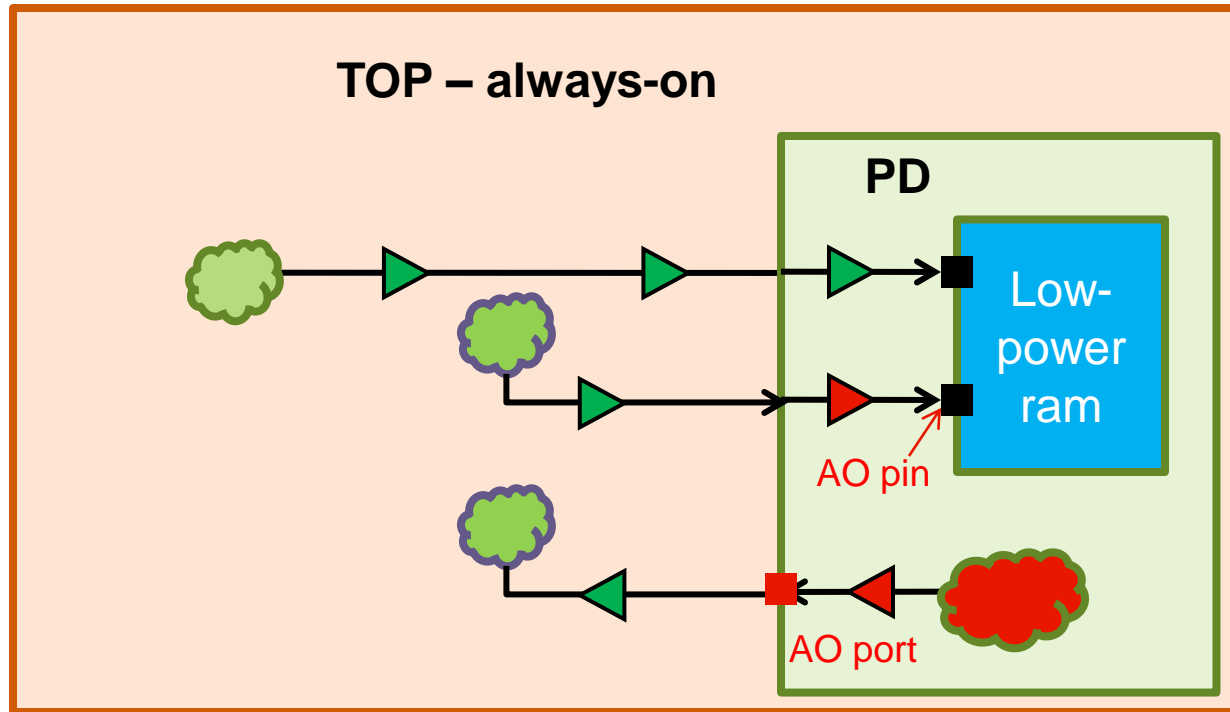 TOP – always-on
PD
Low-
power
ram
AO pin
AO port